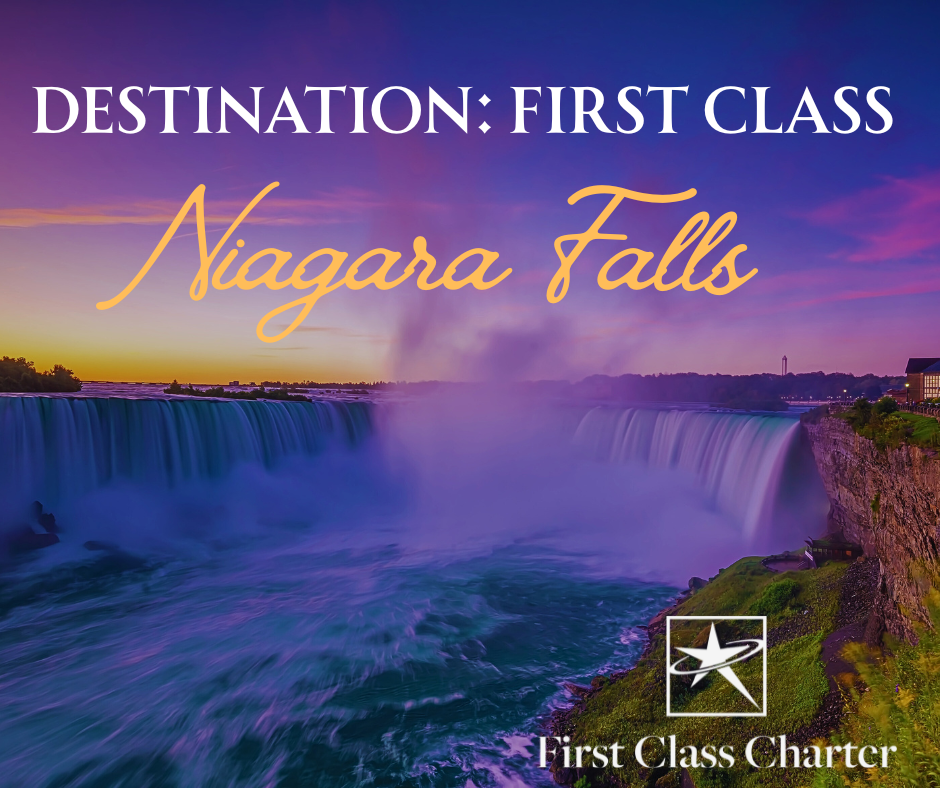 DESTINATION: FIRST CLASS
Niagara Falls
First Class Charter